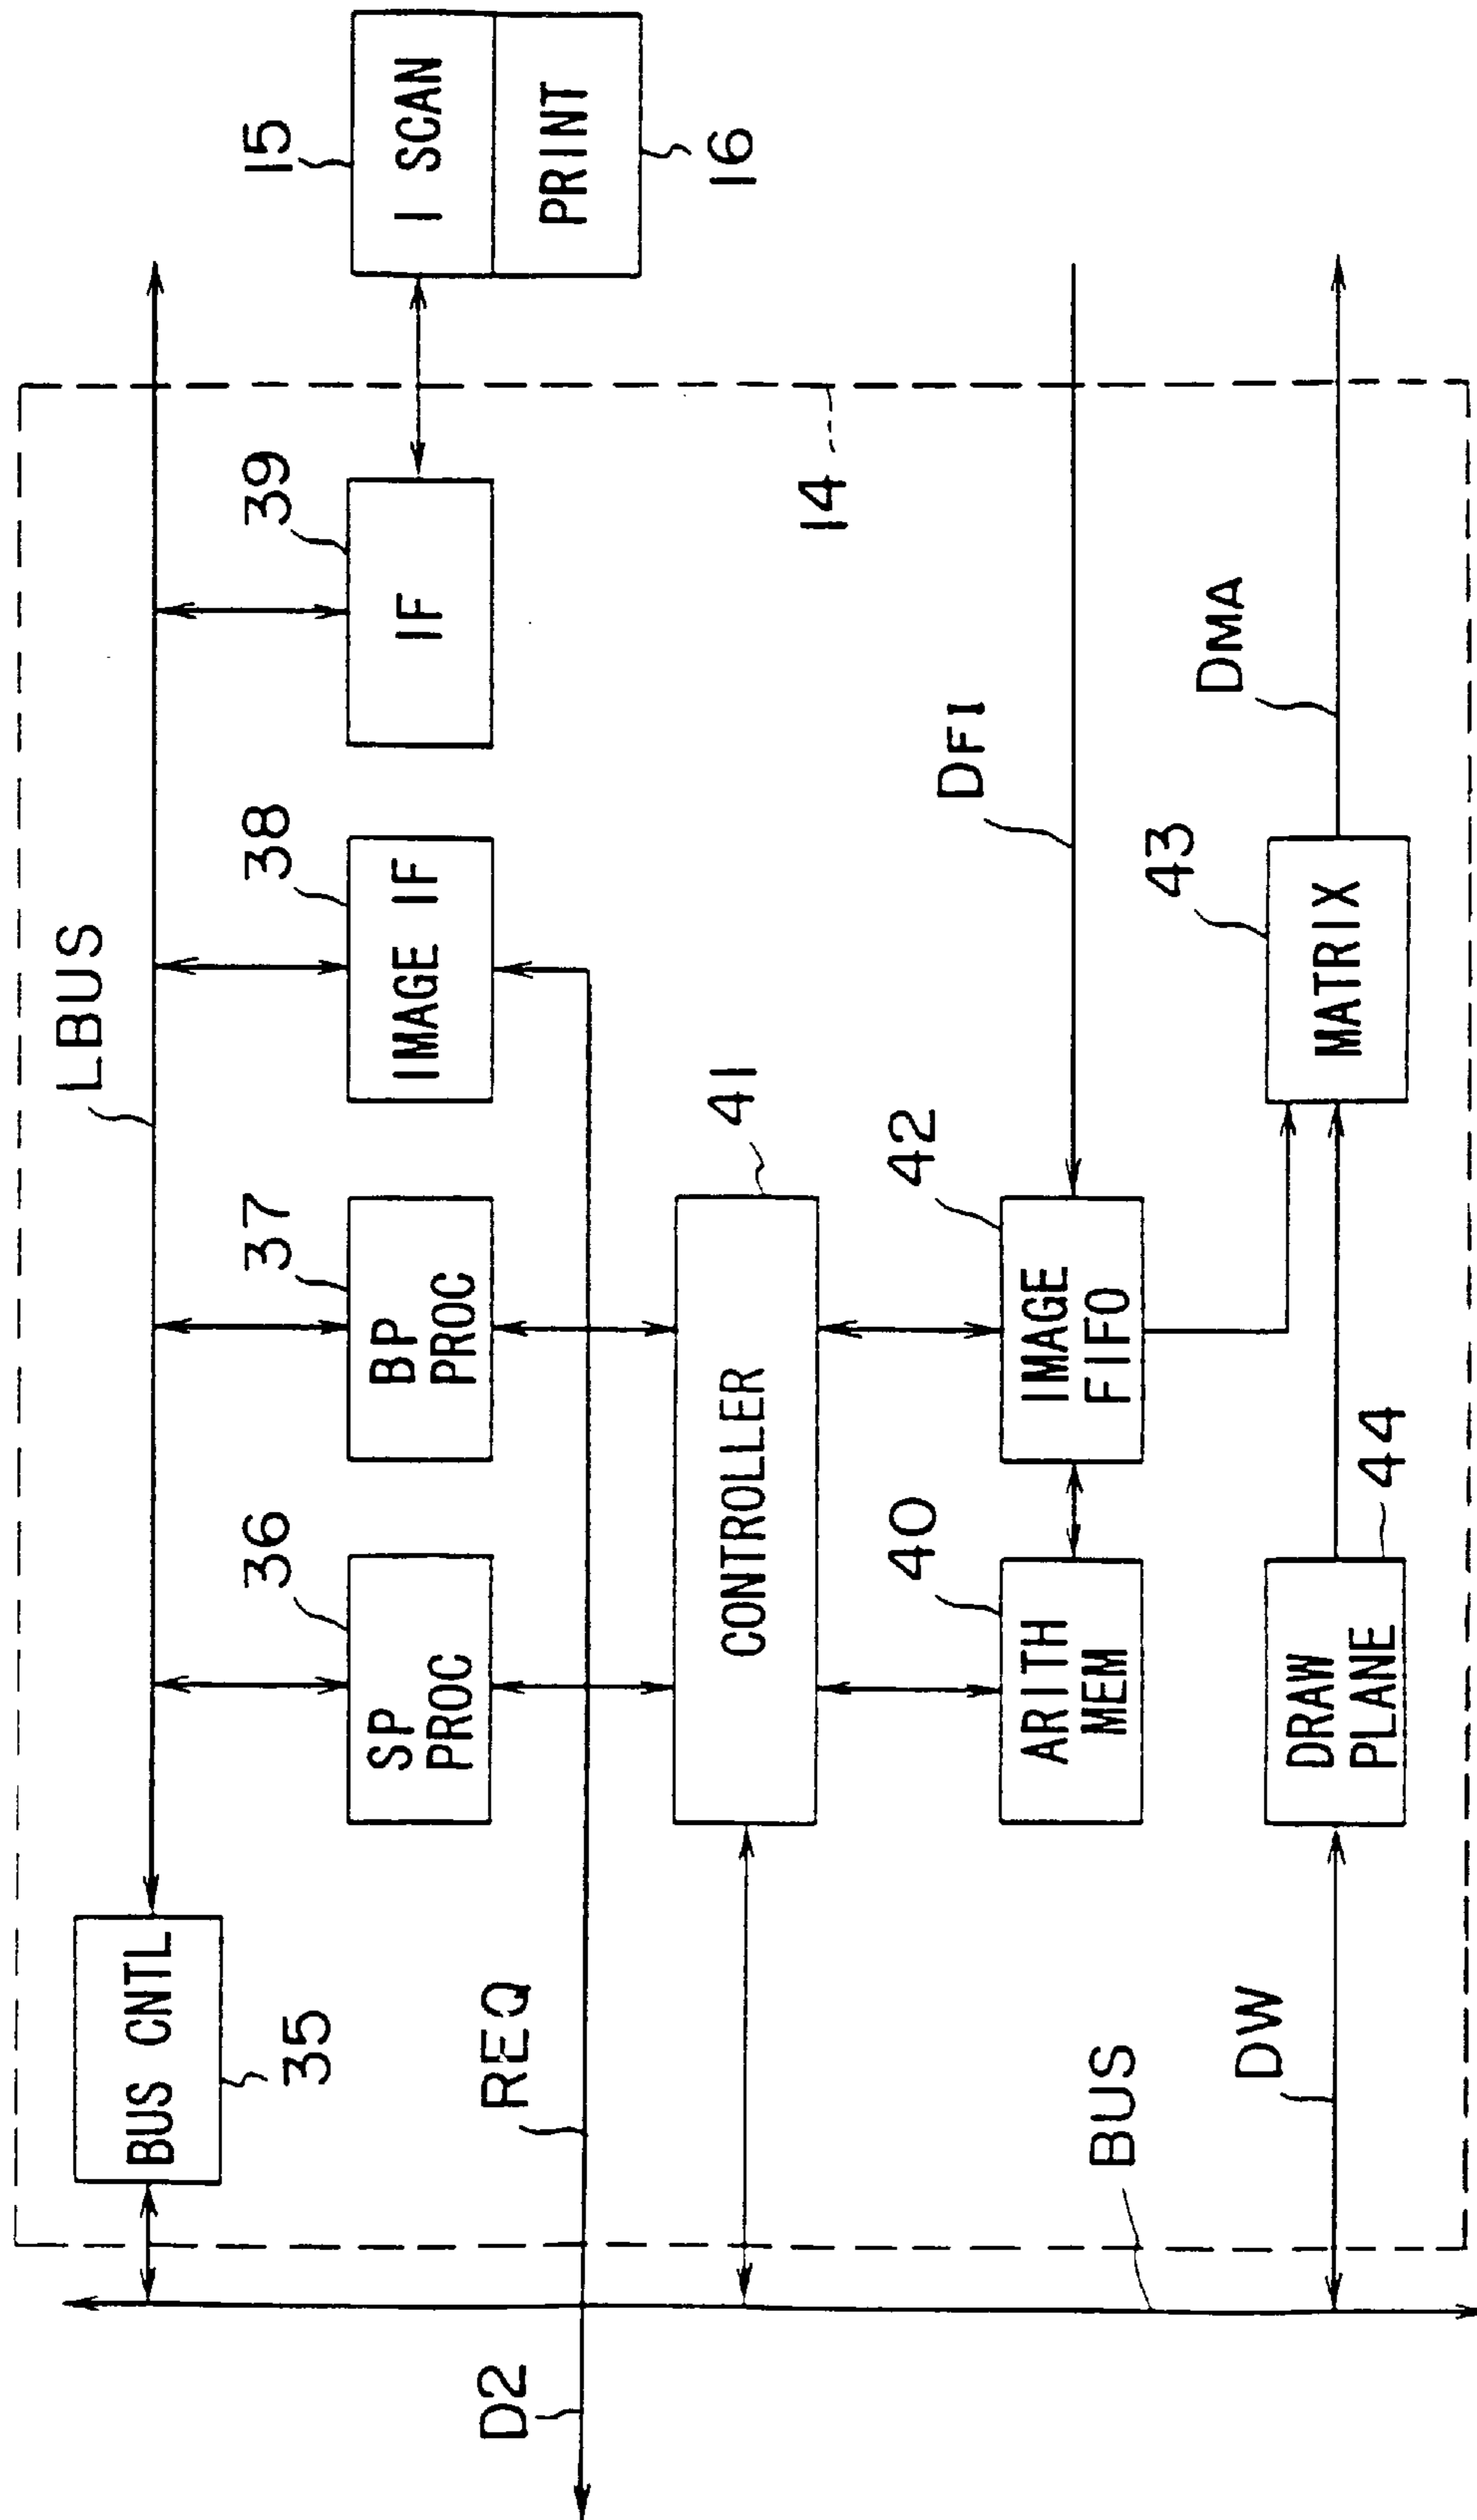 15
I SCAN
PRINT
16
LBUS
39
IF
38
IMAGE IF
37
BP
PROC
36
SP
PROC
BUS CNTL
35
14
41
CONTROLLER
REQ
D2
DFI
42
IMAGE
FIFO
40
ARITH
MEM
DMA
43
MATRIX
44
DRAW
PLANE
DW
BUS